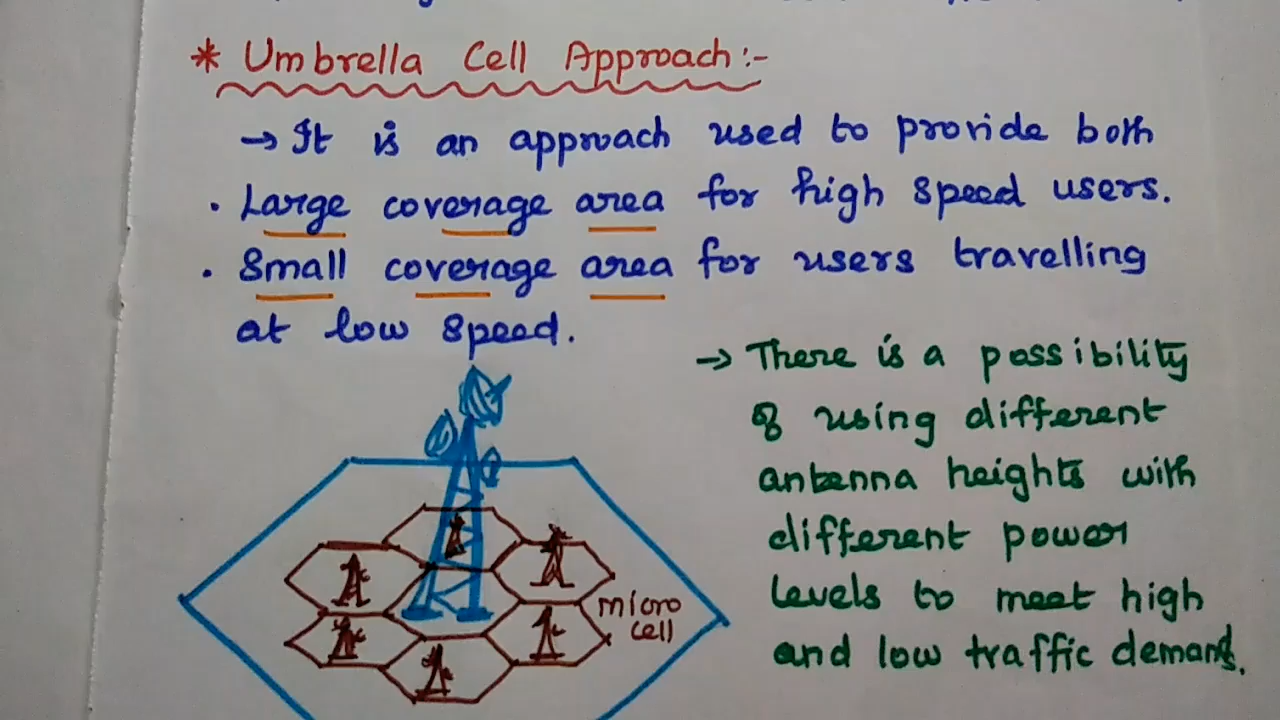 * Umbrella Cell Approach:-
→ It is an approach used to provide both
. Large coverage area for high speed users.
. Small coverage area for users travelling
at low speed.
→ There is a possibility
of using different
antenna heights with
different power
levels to meet high
and low traffic demand.
micro
cell